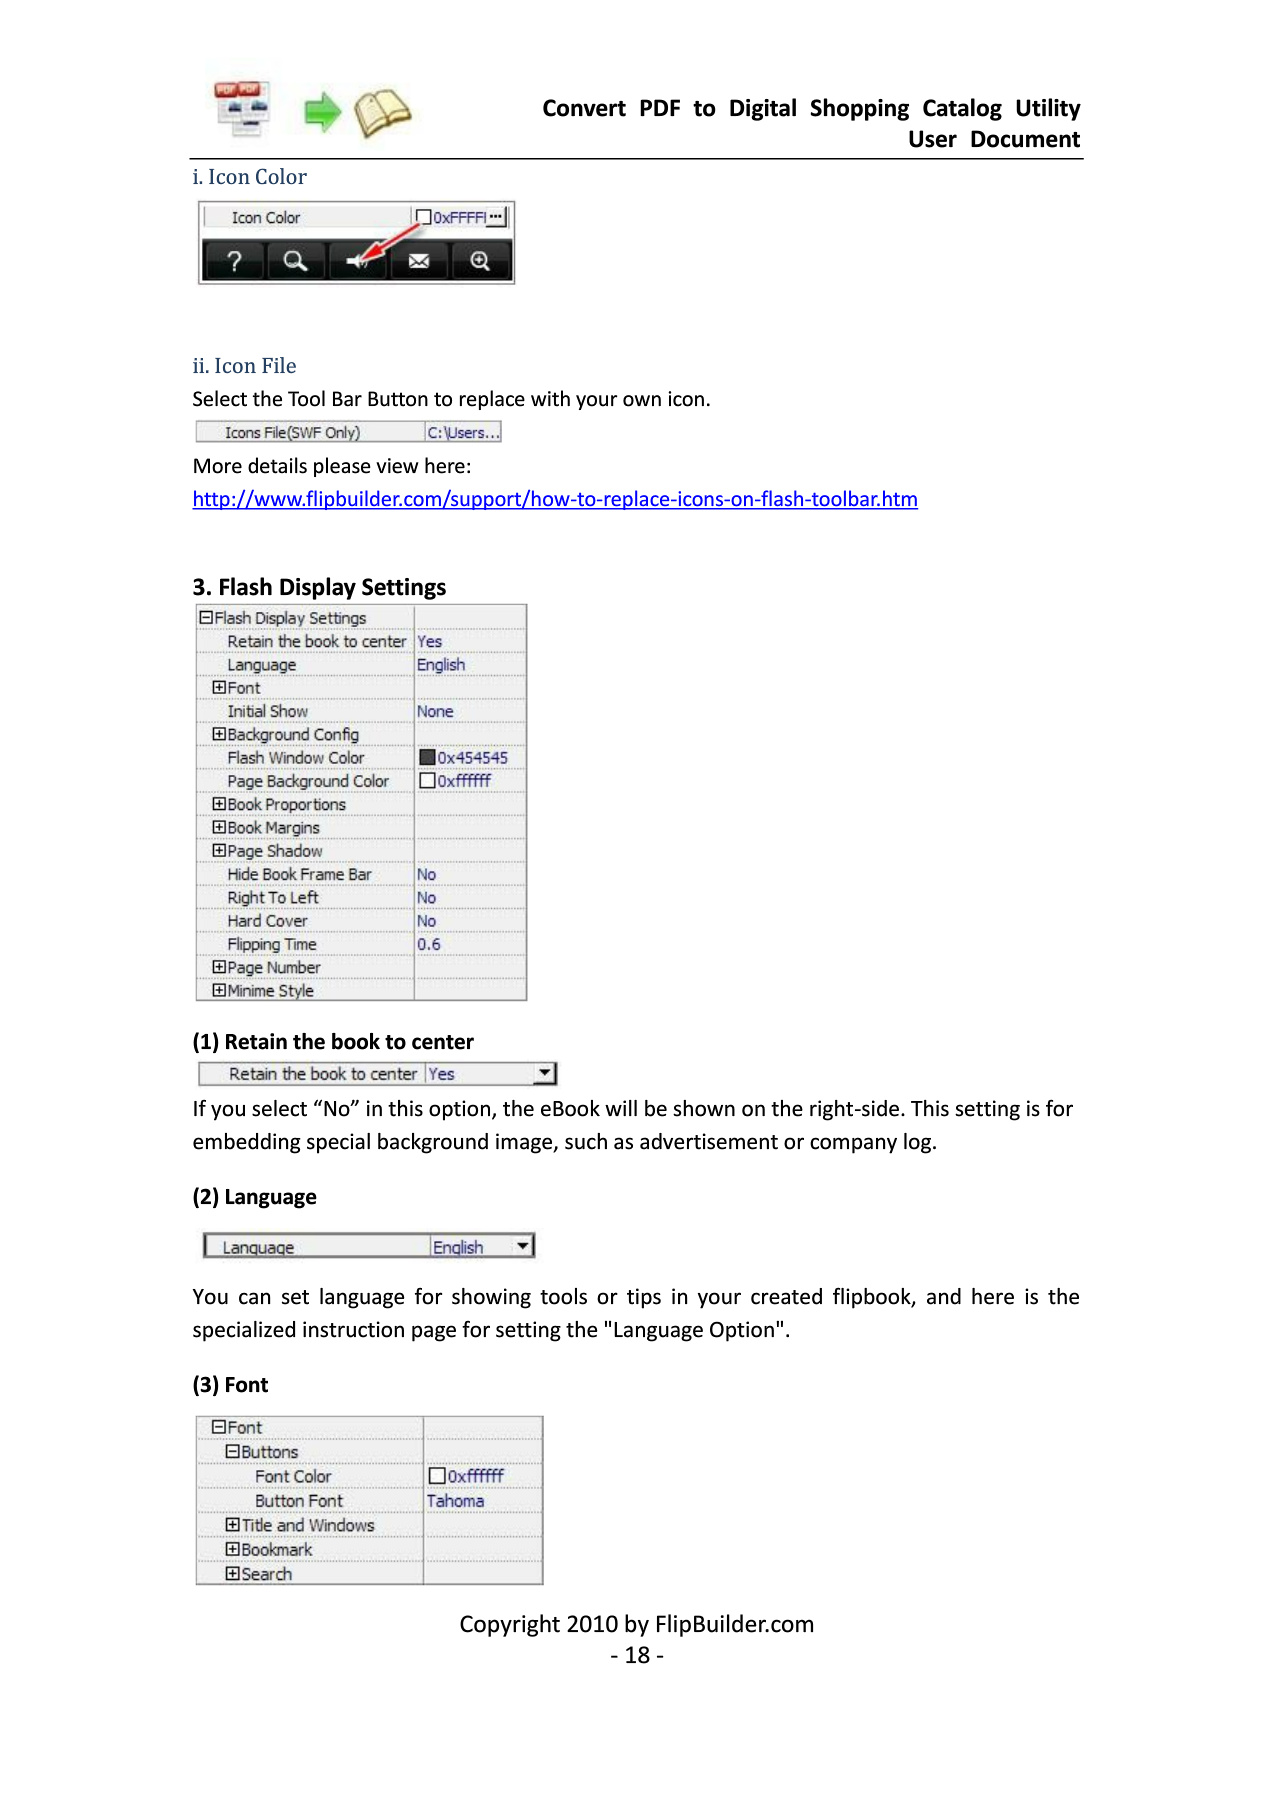 PDF PDF
Convert PDF to Digital Shopping Catalog Utility
User Document
i. Icon Color
Icon Color 0xFFFFI ...
?
ii. Icon File
Select the Tool Bar Button to replace with your own icon.
Icons File(SWF Only) C:\Users...
More details please view here:
http://www.flipbuilder.com/support/how-to-replace-icons-on-flash-toolbar.htm
3. Flash Display Settings
Flash Display Settings
Retain the book to center Yes
Language English
Font
Initial Show None
Background Config
Flash Window Color 0x454545
Page Background Color 0xffffff
Book Proportions
Book Margins
Page Shadow
Hide Book Frame Bar No
Right To Left No
Hard Cover No
Flipping Time 0.6
Page Number
Minime Style
(1) Retain the book to center
Retain the book to center Yes
If you select “No” in this option, the eBook will be shown on the right-side. This setting is for
embedding special background image, such as advertisement or company log.
(2) Language
Language English
You can set language for showing tools or tips in your created flipbook, and here is the
specialized instruction page for setting the "Language Option".
(3) Font
Font
Buttons
Font Color 0xffffff
Button Font Tahoma
Title and Windows
Bookmark
Search
Copyright 2010 by FlipBuilder.com
- 18 -